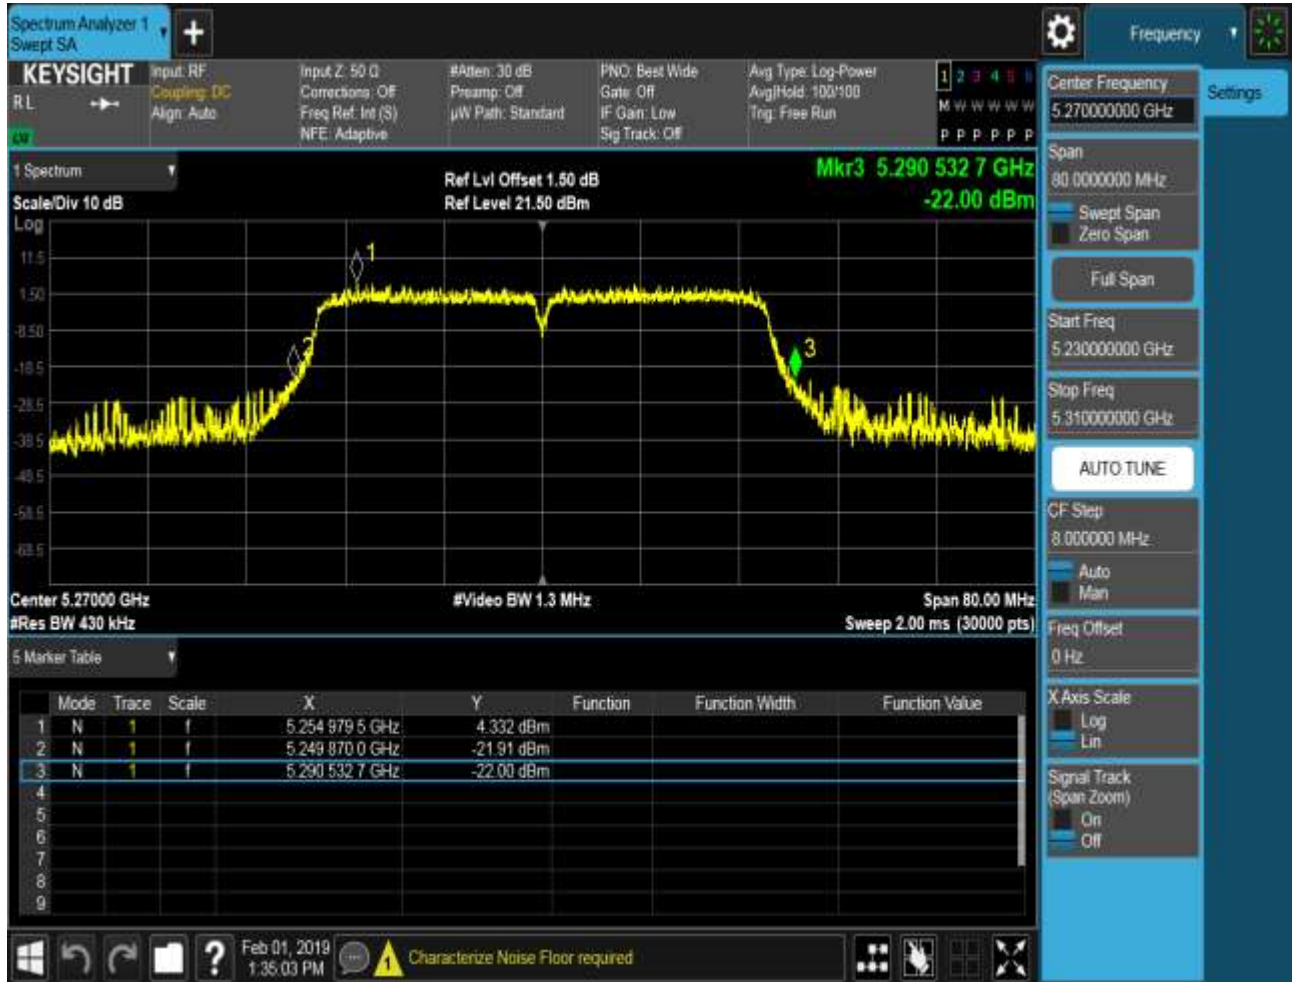 Spectrum Analyzer 1
Swept SA
Frequency
KEYSIGHT
RL
Input: RF
Coupling: DC
Align: Auto
Input Z: 50 Ω
Corrections: Off
Freq Ref: Int (S)
NFE: Adaptive
#Atten: 30 dB
Preamp: Off
µW Path: Standard
PNO: Best Wide
Gate: Off
IF Gain: Low
Sig Track: Off
Avg Type: Log-Power
Avg|Hold: 100/100
Trig: Free Run
1 2 3 4 5 6
M W W W W W
P P P P P P
1 Spectrum
Scale/Div 10 dB
Ref Lvl Offset 1.50 dB
Ref Level 21.50 dBm
Mkr3 5.290 532 7 GHz
-22.00 dBm
Log
11.5
1.50
-8.50
-18.5
-28.5
-38.5
-48.5
-58.5
-68.5
1
2
3
Center 5.27000 GHz
#Video BW 1.3 MHz
Span 80.00 MHz
#Res BW 430 kHz
Sweep 2.00 ms (30000 pts)
5 Marker Table
Mode Trace Scale X Y Function Function Width Function Value
1 N 1 f 5.254 979 5 GHz 4.332 dBm
2 N 1 f 5.249 870 0 GHz -21.91 dBm
3 N 1 f 5.290 532 7 GHz -22.00 dBm
4
5
6
7
8
9
Feb 01, 2019
1:35:03 PM
?
1
Characterize Noise Floor required
Center Frequency
5.270000000 GHz
Settings
Span
80.0000000 MHz
Swept Span
Zero Span
Full Span
Start Freq
5.230000000 GHz
Stop Freq
5.310000000 GHz
AUTO TUNE
CF Step
8.000000 MHz
Auto
Man
Freq Offset
0 Hz
X Axis Scale
Log
Lin
Signal Track
(Span Zoom)
On
Off